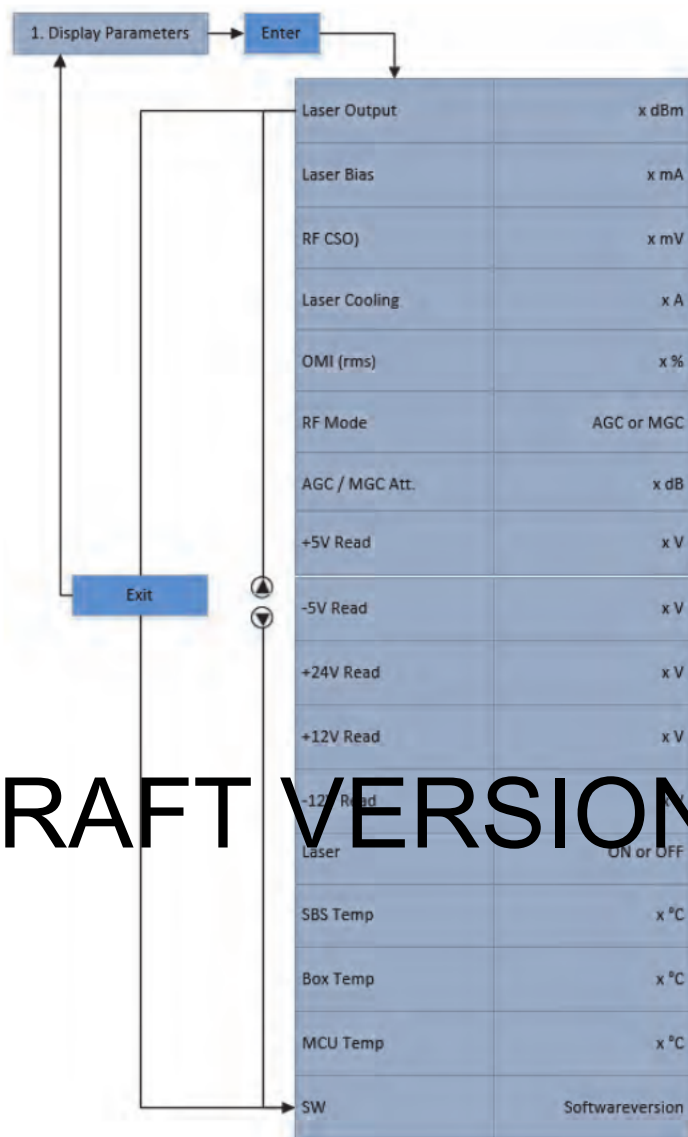 1. Display Parameters
Enter
Laser Output x dBm
Laser Bias x mA
RF CSO) x mV
Laser Cooling x A
OMI (rms) x %
RF Mode AGC or MGC
AGC / MGC Att. x dB
+5V Read x V
Exit
-5V Read x V
+24V Read x V
+12V Read x V
RAFT VERSION
-12V Read x V
Laser ON or OFF
SBS Temp x °C
Box Temp x °C
MCU Temp x °C
SW Softwareversion